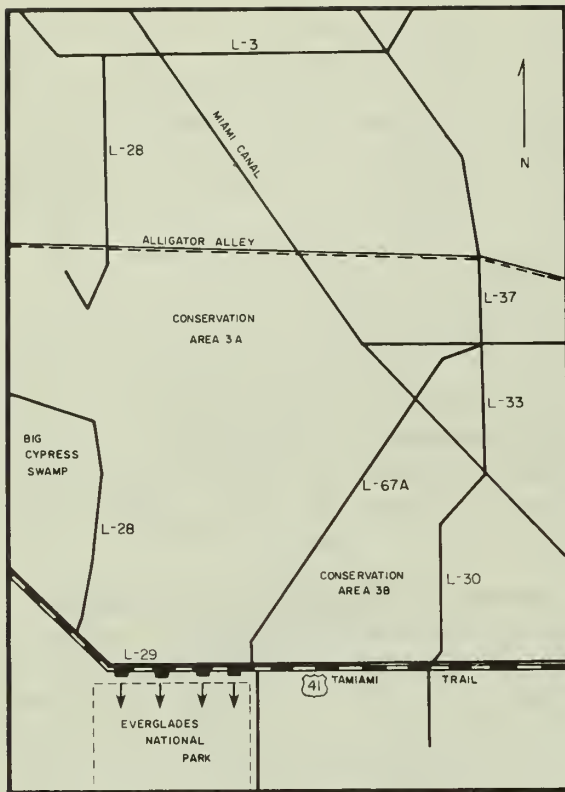 L-3
L-28
MIAMI CANAL
N
ALLIGATOR ALLEY
L-37
CONSERVATION
AREA 3A
L-33
BIG
CYPRESS
SWAMP
L-67A
L-28
CONSERVATION
AREA 3B
L-30
L-29
41 TAMIAMI TRAIL
EVERGLADES
NATIONAL
PARK